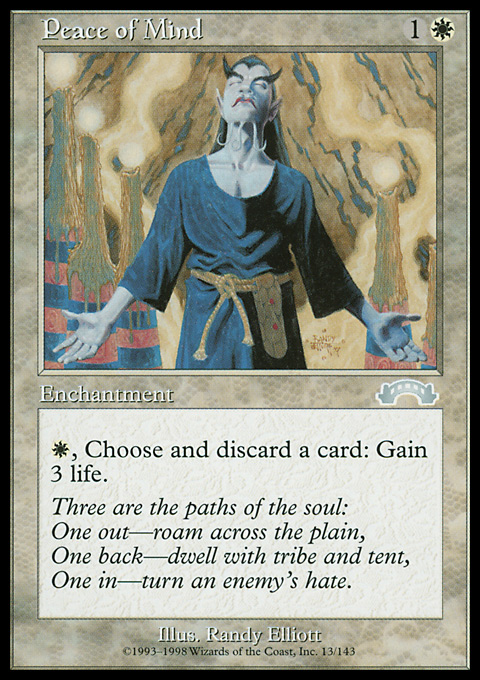 Peace of Mind 1
Enchantment
, Choose and discard a card: Gain
3 life.
Three are the paths of the soul:
One out—roam across the plain,
One back—dwell with tribe and tent,
One in—turn an enemy's hate.
Illus. Randy Elliott
©1993–1998 Wizards of the Coast, Inc. 13/143